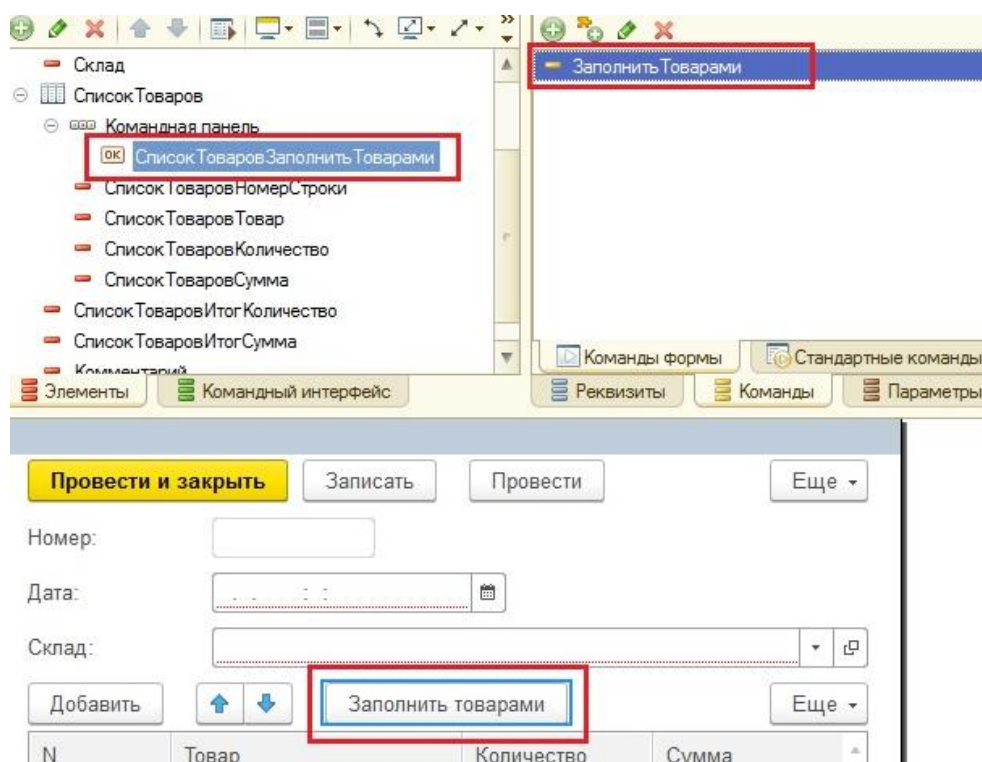 Склад
СписокТоваров
Командная панель
OK СписокТоваровЗаполнитьТоварами
СписокТоваровНомерСтроки
СписокТоваровТовар
СписокТоваровКоличество
СписокТоваровСумма
СписокТоваровИтогКоличество
СписокТоваровИтогСумма
Комментарий
Элементы Командный интерфейс
ЗаполнитьТоварами
Команды формы Стандартные команды
Реквизиты Команды Параметры
Провести и закрыть Записать Провести Еще
Номер:
Дата: . . : :
Склад:
Добавить Заполнить товарами Еще
N Товар Количество Сумма